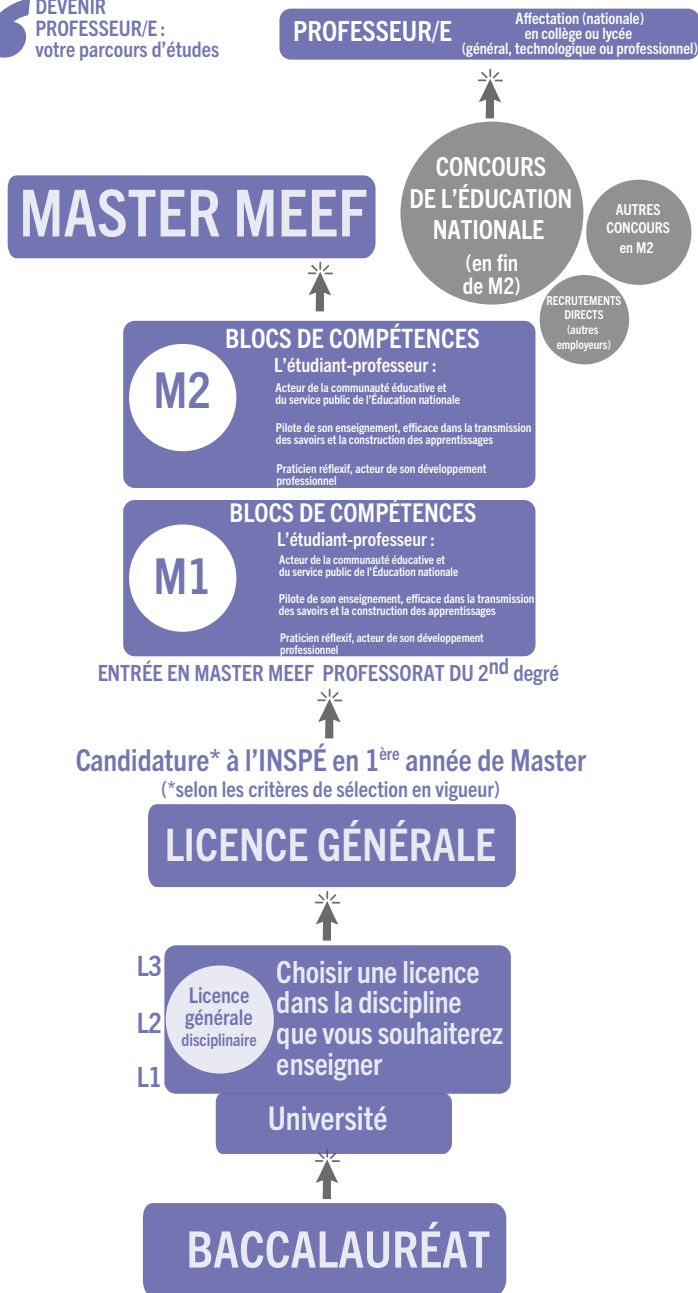 DEVENIR
PROFESSEUR/E :
votre parcours d'études
PROFESSEUR/E
Affectation (nationale)
en collège ou lycée
(général, technologique ou professionnel)
CONCOURS
DE L'ÉDUCATION
NATIONALE
(en fin
de M2)
AUTRES
CONCOURS
en M2
RECRUTEMENTS
DIRECTS
(autres
employeurs)
MASTER MEEF
BLOCS DE COMPÉTENCES
M2
L'étudiant-professeur :
Acteur de la communauté éducative et
du service public de l'Éducation nationale
Pilote de son enseignement, efficace dans la transmission
des savoirs et la construction des apprentissages
Praticien réflexif, acteur de son développement
professionnel
BLOCS DE COMPÉTENCES
M1
L'étudiant-professeur :
Acteur de la communauté éducative et
du service public de l'Éducation nationale
Pilote de son enseignement, efficace dans la transmission
des savoirs et la construction des apprentissages
Praticien réflexif, acteur de son développement
professionnel
ENTRÉE EN MASTER MEEF PROFESSORAT DU 2nd degré
Candidature* à l'INSPÉ en 1ère année de Master
(*selon les critères de sélection en vigueur)
LICENCE GÉNÉRALE
L3
L2
L1
Licence
générale
disciplinaire
Choisir une licence
dans la discipline
que vous souhaiterez
enseigner
Université
BACCALAURÉAT